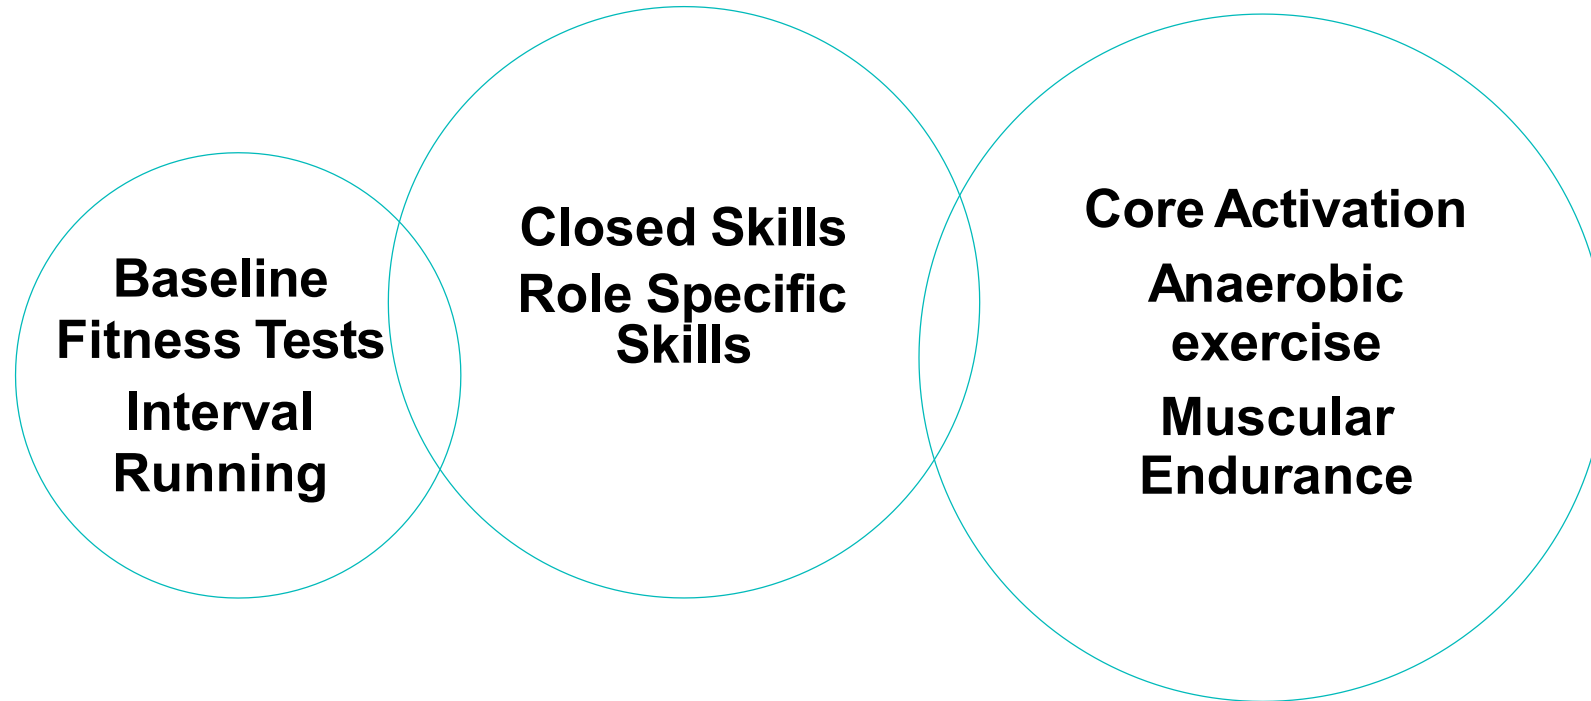 Baseline
Fitness Tests
Interval
Running
Closed Skills
Role Specific
Skills
Core Activation
Anaerobic
exercise
Muscular
Endurance